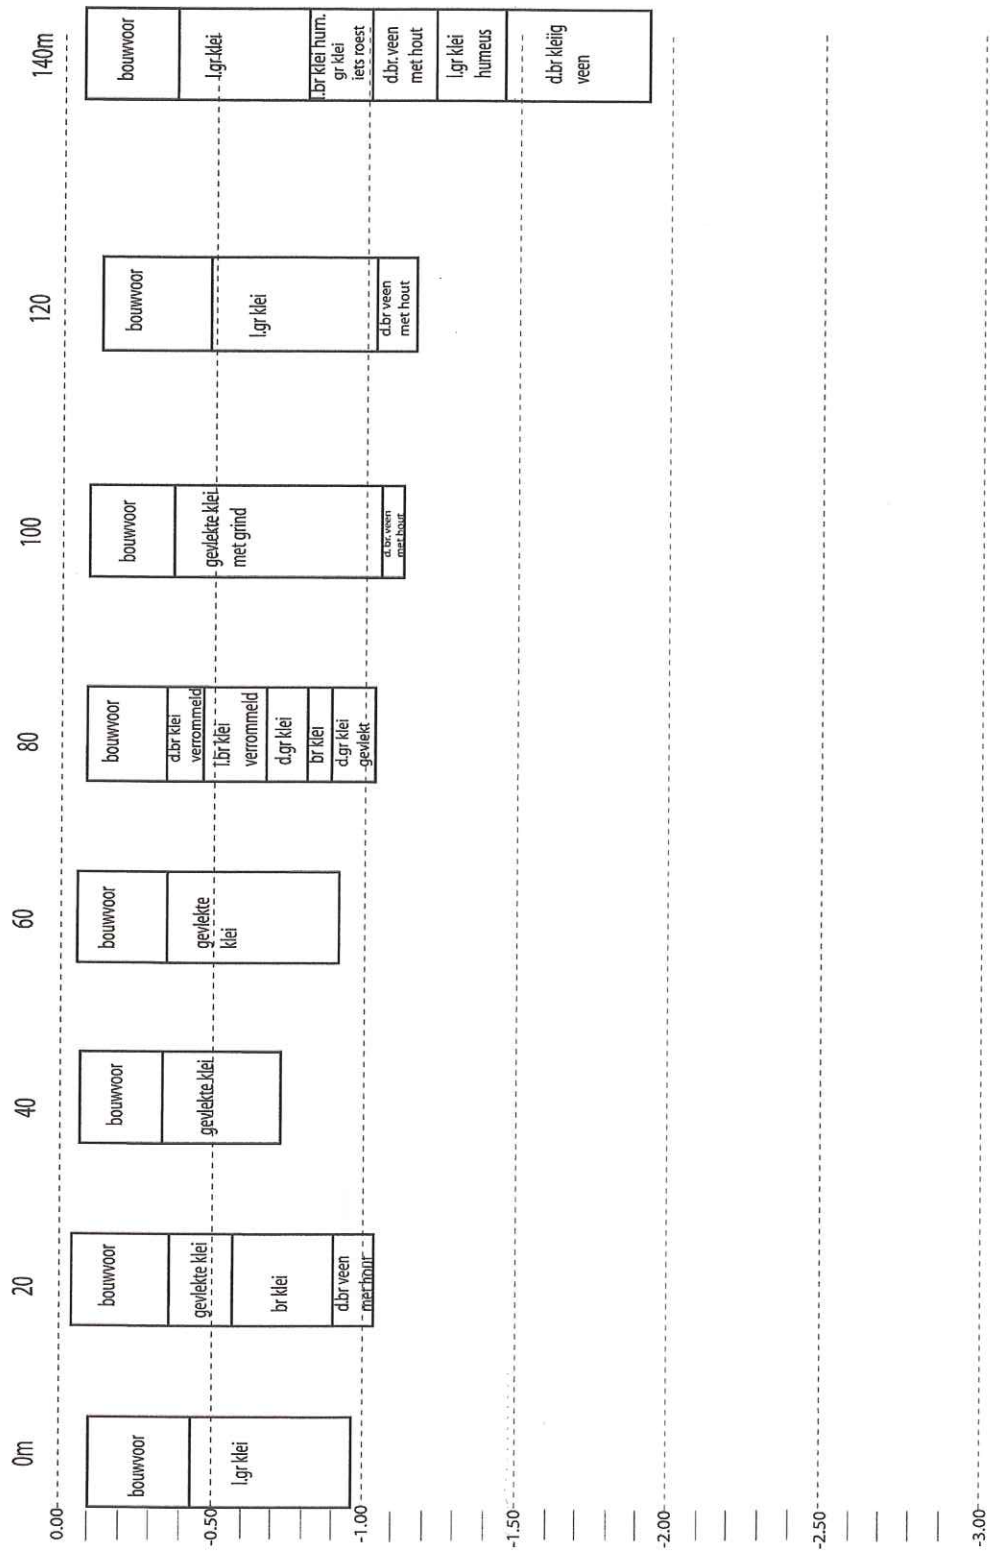 0m
20
40
60
80
100
120
140m
0.00
-0.50
-1.00
-1.50
-2.00
-2.50
-3.00
bouwvoor
l.gr klei
bouwvoor
gevlekte klei
br klei
d.br veen
met hout
bouwvoor
gevlekte klei
bouwvoor
gevlekte
klei
bouwvoor
d.br klei
verrommeld
l.br klei
verrommeld
d.gr klei
br klei
d.gr klei
gevlekt
bouwvoor
gevlekte klei
met grind
d.br. veen
met hout
bouwvoor
l.gr klei
d.br veen
met hout
bouwvoor
l.gr klei
l.br klei hum.
gr klei
iets roest
d.br. veen
met hout
l.gr klei
humeus
d.br kleiig
veen